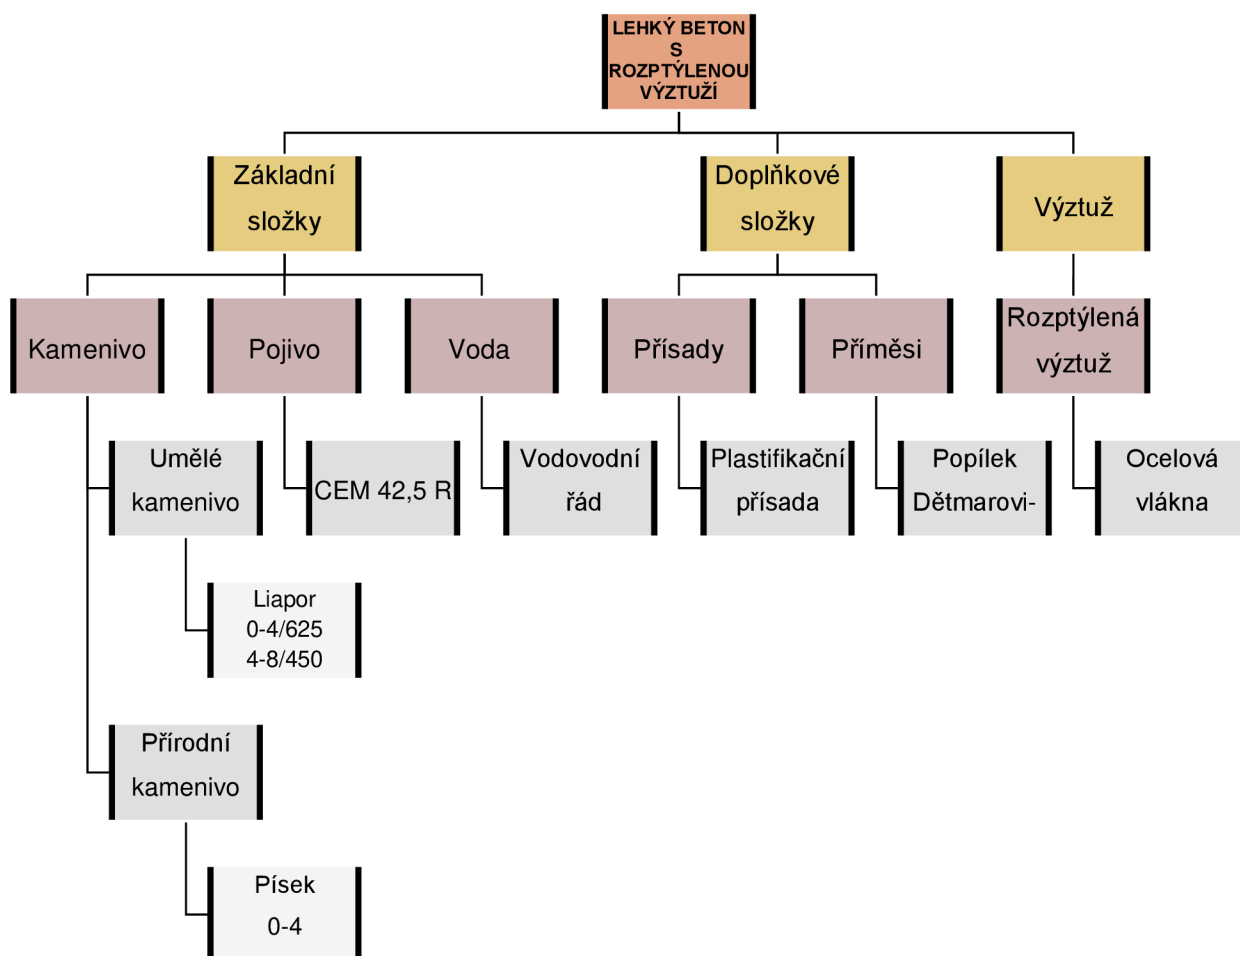 LEHKÝ BETON
S
ROZPTÝLENOU
VÝZTUŽÍ
Základní
složky
Doplňkové
složky
Výztuž
Kamenivo
Pojivo
Voda
Přísady
Příměsi
Rozptýlená
výztuž
Umělé
kamenivo
CEM 42,5 R
Vodovodní
řád
Plastifikační
přísada
Popílek
Dětmarovi-
Ocelová
vlákna
Liapor
0-4/625
4-8/450
Přírodní
kamenivo
Písek
0-4